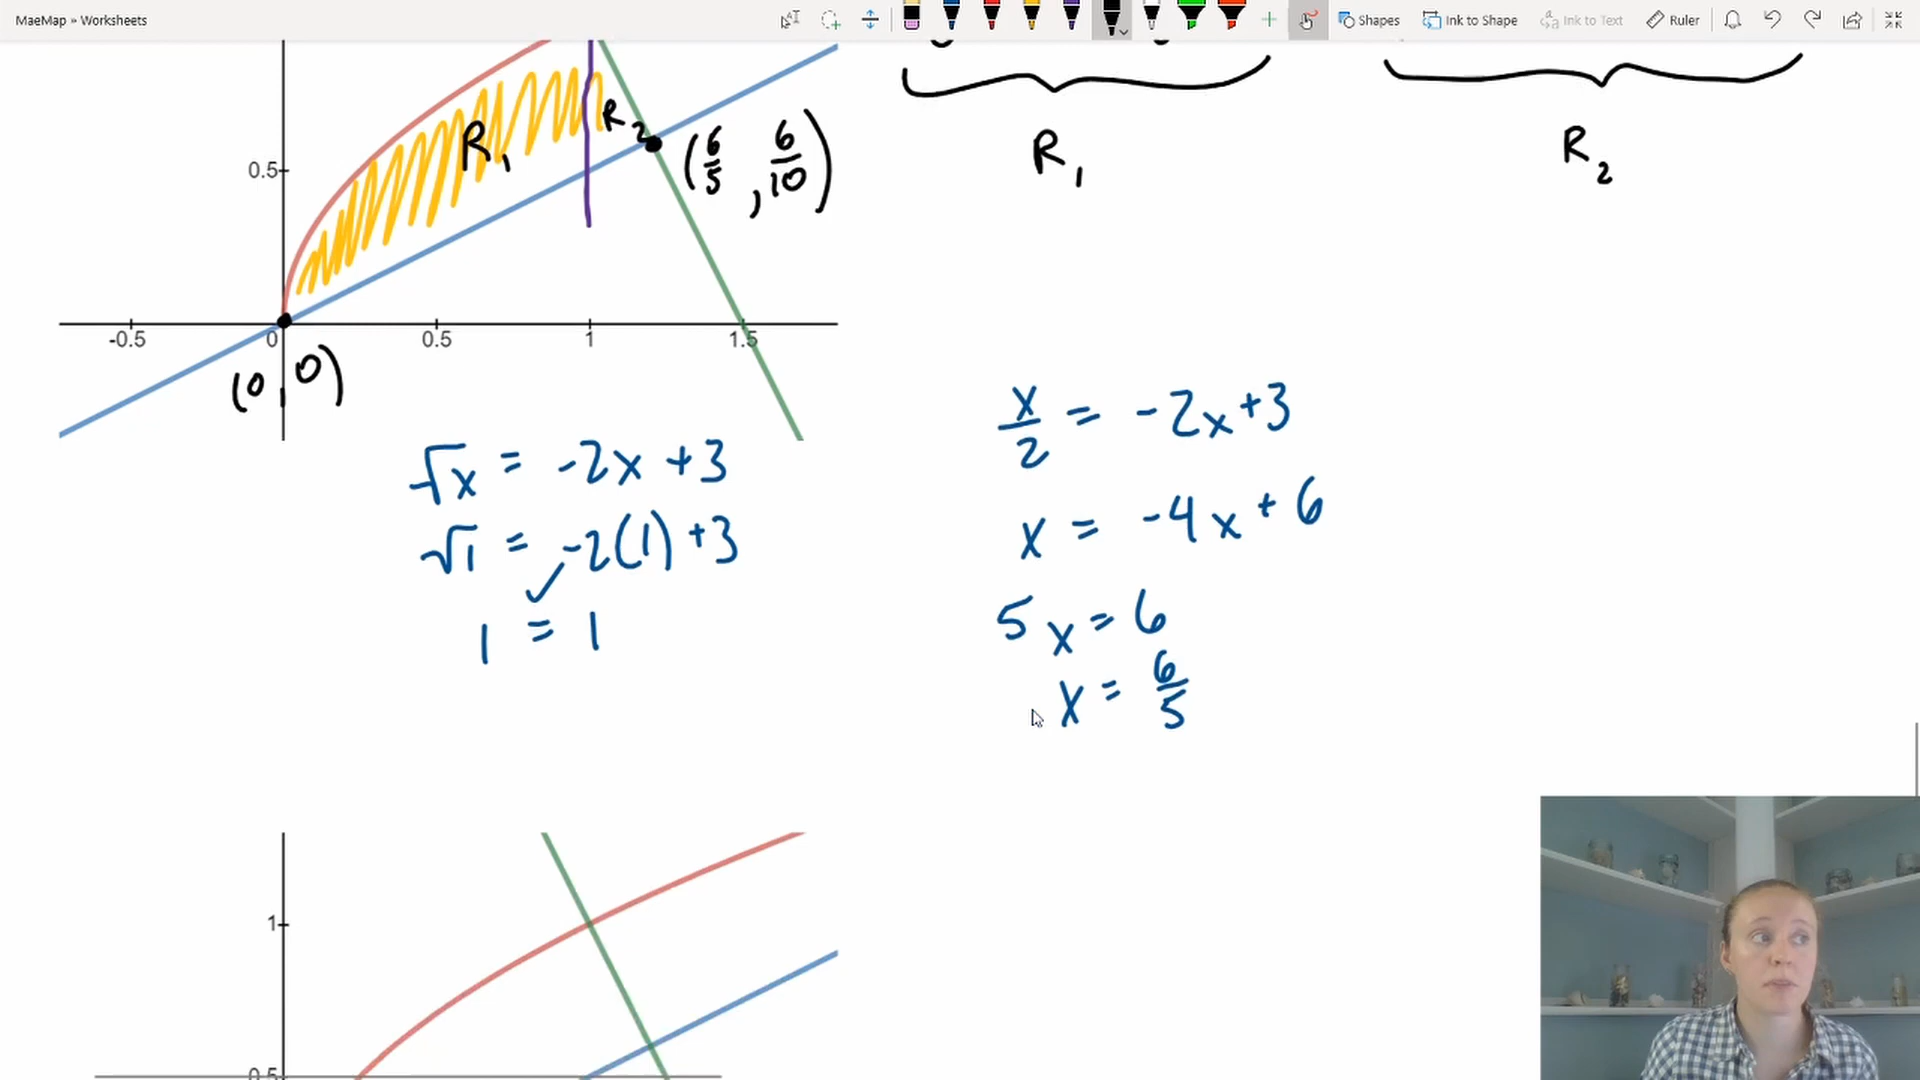 MaeMap » Worksheets
Shapes
Ink to Shape
Ink to Text
Ruler
R₁
R₂
(6/5, 6/10)
0.5
-0.5
0
0.5
1
1.5
(0, 0)
R₁
R₂
√x = -2x + 3
√1 = -2(1) + 3
✓
1 = 1
x/2 = -2x + 3
x = -4x + 6
5x = 6
x = 6/5
1
0.5